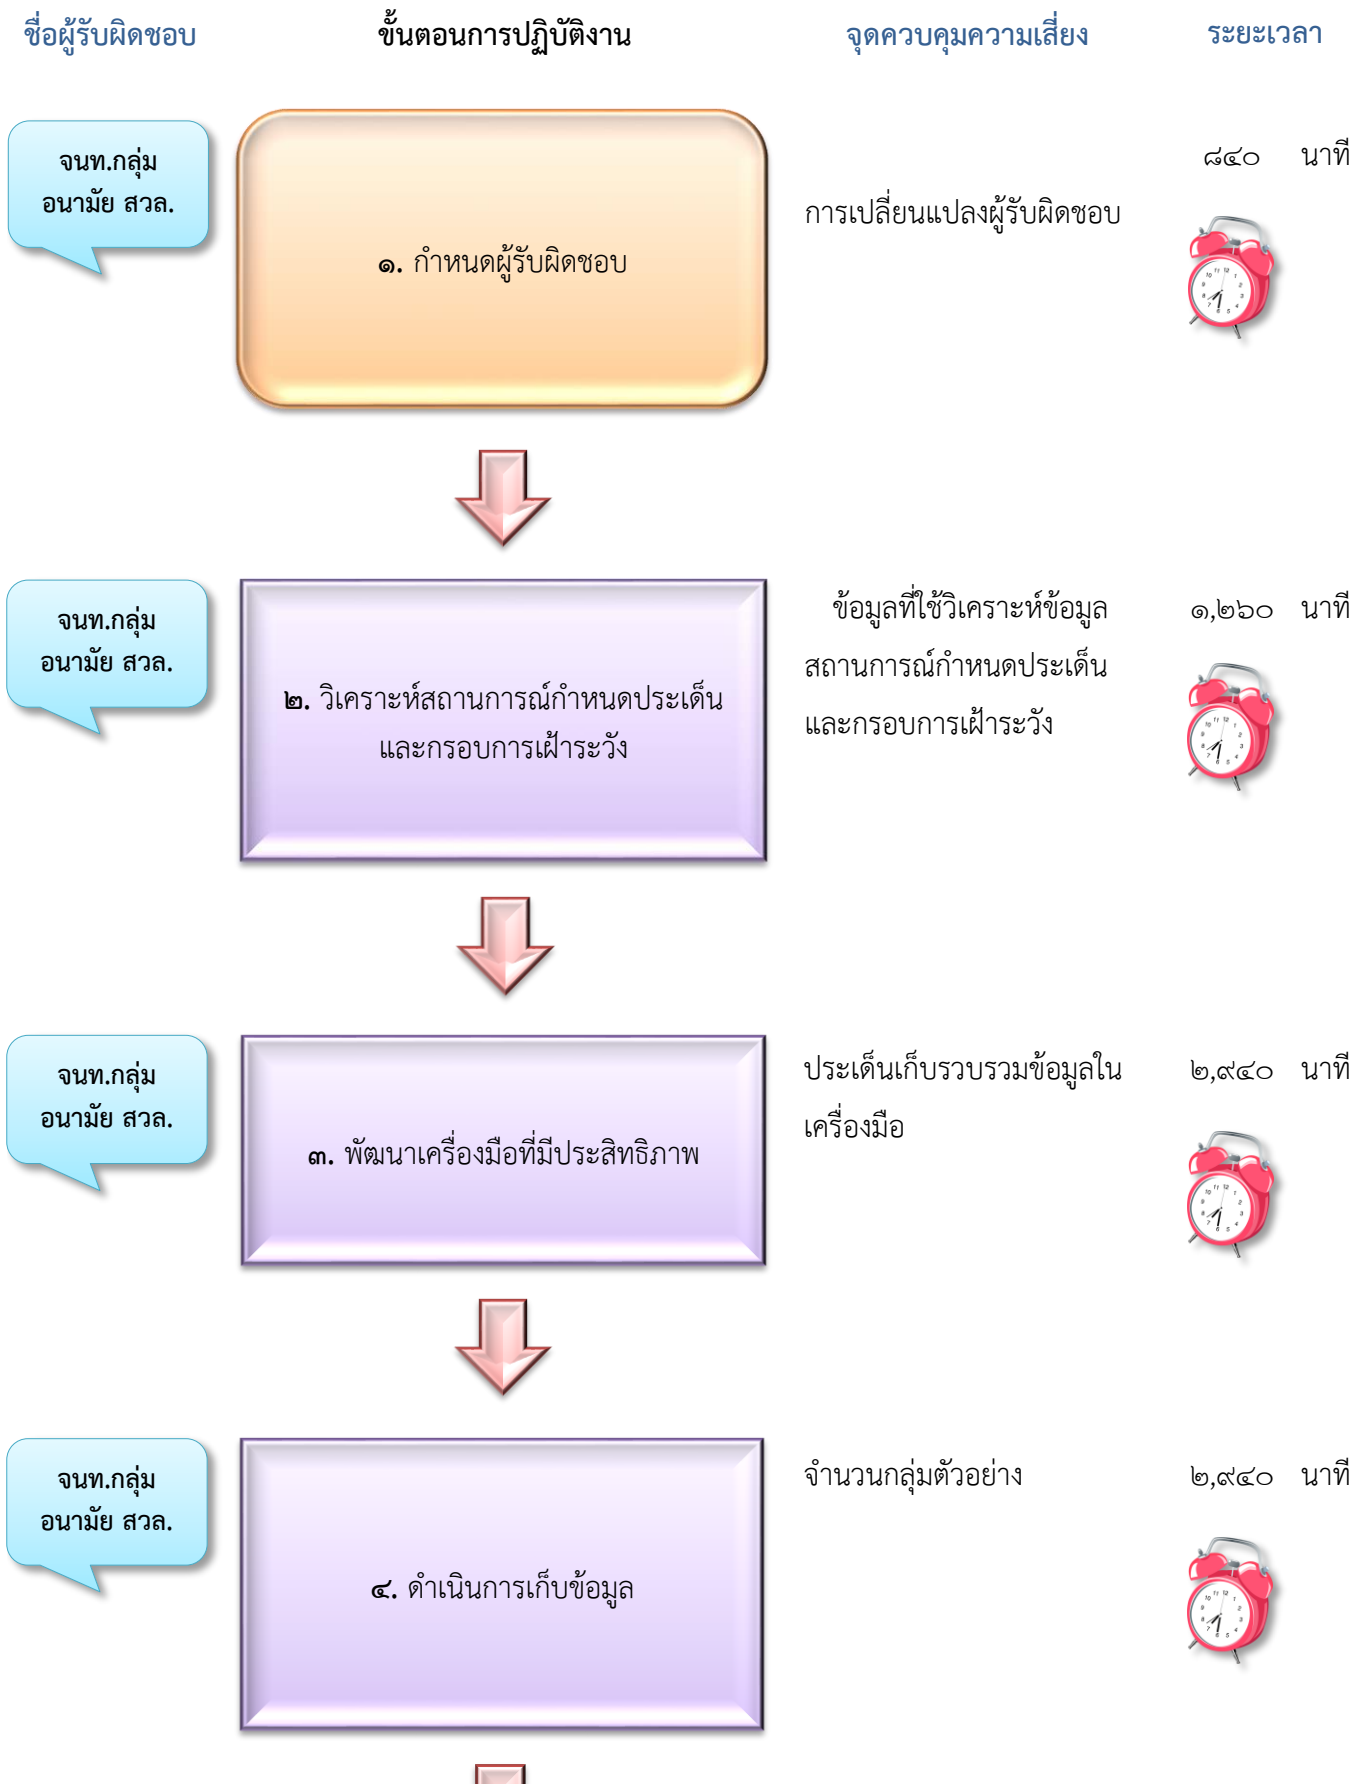 ชื่อผู้รับผิดชอบ ขั้นตอนการปฏิบัติงาน จุดควบคุมความเสี่ยง ระยะเวลา
จนท.กลุ่ม
อนามัย สวล.
๑. กำหนดผู้รับผิดชอบ
การเปลี่ยนแปลงผู้รับผิดชอบ
๘๔๐ นาที
จนท.กลุ่ม
อนามัย สวล.
๒. วิเคราะห์สถานการณ์กำหนดประเด็น
และกรอบการเฝ้าระวัง
ข้อมูลที่ใช้วิเคราะห์ข้อมูล
สถานการณ์กำหนดประเด็น
และกรอบการเฝ้าระวัง
๑,๒๖๐ นาที
จนท.กลุ่ม
อนามัย สวล.
๓. พัฒนาเครื่องมือที่มีประสิทธิภาพ
ประเด็นเก็บรวบรวมข้อมูลใน
เครื่องมือ
๒,๙๔๐ นาที
จนท.กลุ่ม
อนามัย สวล.
๔. ดำเนินการเก็บข้อมูล
จำนวนกลุ่มตัวอย่าง
๒,๙๔๐ นาที